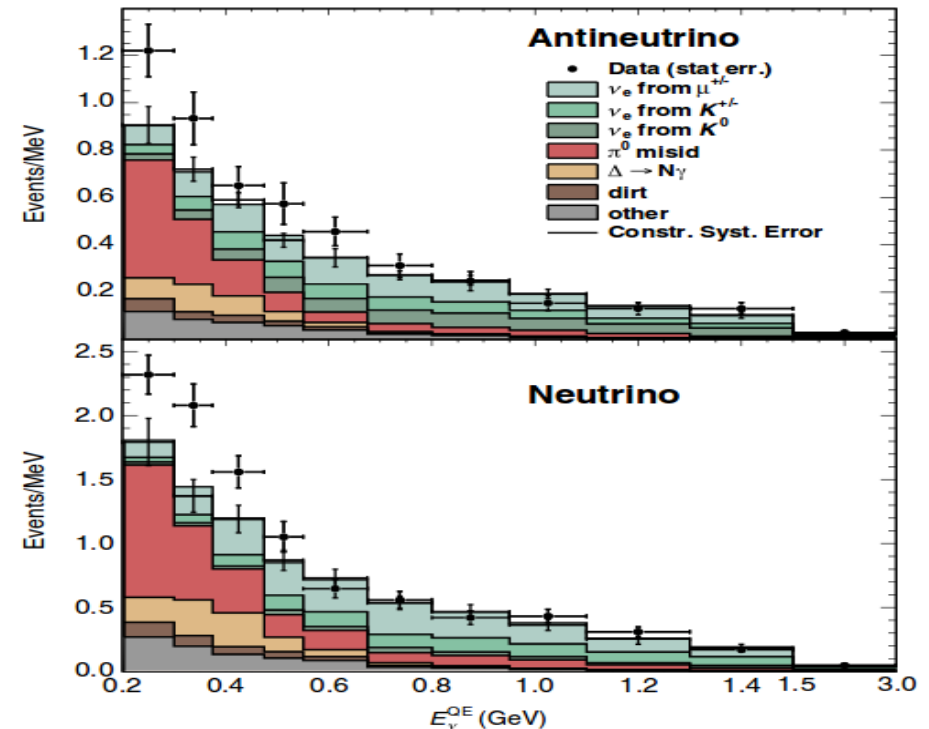 Antineutrino
Data (stat err.)
νe from μ+/-
νe from K+/-
νe from K0
π0 misid
Δ → Nγ
dirt
other
Constr. Syst. Error
Events/MeV
1.2
1.0
0.8
0.6
0.4
0.2
Neutrino
Events/MeV
2.5
2.0
1.5
1.0
0.5
0.0
0.2 0.4 0.6 0.8 1.0 1.2 1.4 1.5 3.0
EνQE (GeV)